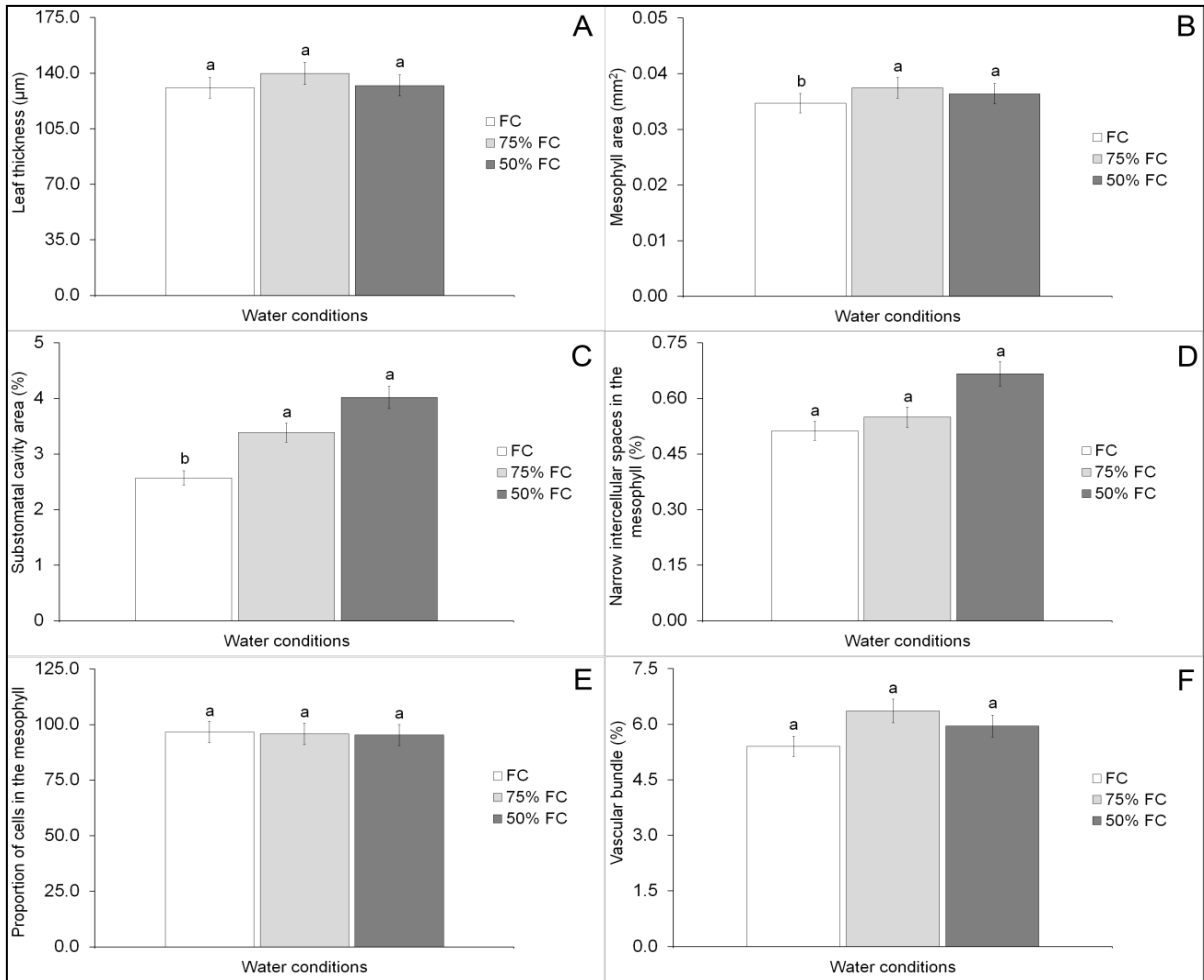 A
Leaf thickness (µm)
175.0
140.0
105.0
70.0
35.0
0.0
a
a
a
FC
75% FC
50% FC
Water conditions
B
Mesophyll area (mm²)
0.05
0.04
0.03
0.02
0.01
0.00
b
a
a
FC
75% FC
50% FC
Water conditions
C
Substomatal cavity area (%)
5
4
3
2
1
0
b
a
a
FC
75% FC
50% FC
Water conditions
D
Narrow intercellular spaces in the
mesophyll (%)
0.75
0.60
0.45
0.30
0.15
0.00
a
a
a
FC
75% FC
50% FC
Water conditions
E
Proportion of cells in the mesophyll
125.0
100.0
75.0
50.0
25.0
0.0
a
a
a
FC
75% FC
50% FC
Water conditions
F
Vascular bundle (%)
7.5
6.0
4.5
3.0
1.5
0.0
a
a
a
FC
75% FC
50% FC
Water conditions